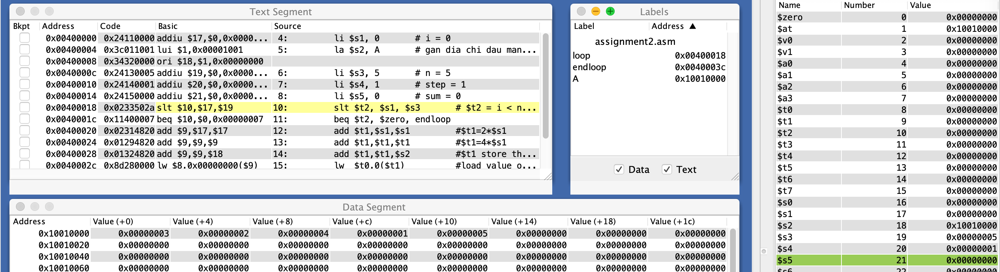 Text Segment
Bkpt Address Code Basic Source
0x00400000 0x24110000 addiu $17,$0,0x0000... 4: li $s1, 0 # i = 0
0x00400004 0x3c011001 lui $1,0x00001001 5: la $s2, A # gan dia chi dau man...
0x00400008 0x34320000 ori $18,$1,0x00000000
0x0040000c 0x24130005 addiu $19,$0,0x0000... 6: li $s3, 5 # n = 5
0x00400010 0x24140001 addiu $20,$0,0x0000... 7: li $s4, 1 # step = 1
0x00400014 0x24150000 addiu $21,$0,0x0000... 8: li $s5, 0 # sum = 0
0x00400018 0x0233502a slt $10,$17,$19 10: slt $t2, $s1, $s3 # $t2 = i < n...
0x0040001c 0x11400007 beq $10,$0,0x00000007 11: beq $t2, $zero, endloop
0x00400020 0x02314820 add $9,$17,$17 12: add $t1,$s1,$s1 #$t1=2*$s1
0x00400024 0x01294820 add $9,$9,$9 13: add $t1,$t1,$t1 #$t1=4*$s1
0x00400028 0x01324820 add $9,$9,$18 14: add $t1,$t1,$s2 #$t1 store th...
0x0040002c 0x8d280000 lw $8,0x00000000($9) 15: lw $t0,0($t1) #load value o...
Labels
Label Address ▲
assignment2.asm
loop 0x00400018
endloop 0x0040003c
A 0x10010000
Data Text
Data Segment
Address Value (+0) Value (+4) Value (+8) Value (+c) Value (+10) Value (+14) Value (+18) Value (+1c)
0x10010000 0x00000003 0x00000002 0x00000004 0x00000001 0x00000005 0x00000000 0x00000000 0x00000000
0x10010020 0x00000000 0x00000000 0x00000000 0x00000000 0x00000000 0x00000000 0x00000000 0x00000000
0x10010040 0x00000000 0x00000000 0x00000000 0x00000000 0x00000000 0x00000000 0x00000000 0x00000000
0x10010060 0x00000000 0x00000000 0x00000000 0x00000000 0x00000000 0x00000000 0x00000000 0x00000000
Name Number Value
$zero 0 0x00000000
$at 1 0x10010000
$v0 2 0x00000000
$v1 3 0x00000000
$a0 4 0x00000000
$a1 5 0x00000000
$a2 6 0x00000000
$a3 7 0x00000000
$t0 8 0x00000000
$t1 9 0x00000000
$t2 10 0x00000000
$t3 11 0x00000000
$t4 12 0x00000000
$t5 13 0x00000000
$t6 14 0x00000000
$t7 15 0x00000000
$s0 16 0x00000000
$s1 17 0x00000000
$s2 18 0x10010000
$s3 19 0x00000005
$s4 20 0x00000001
$s5 21 0x00000000